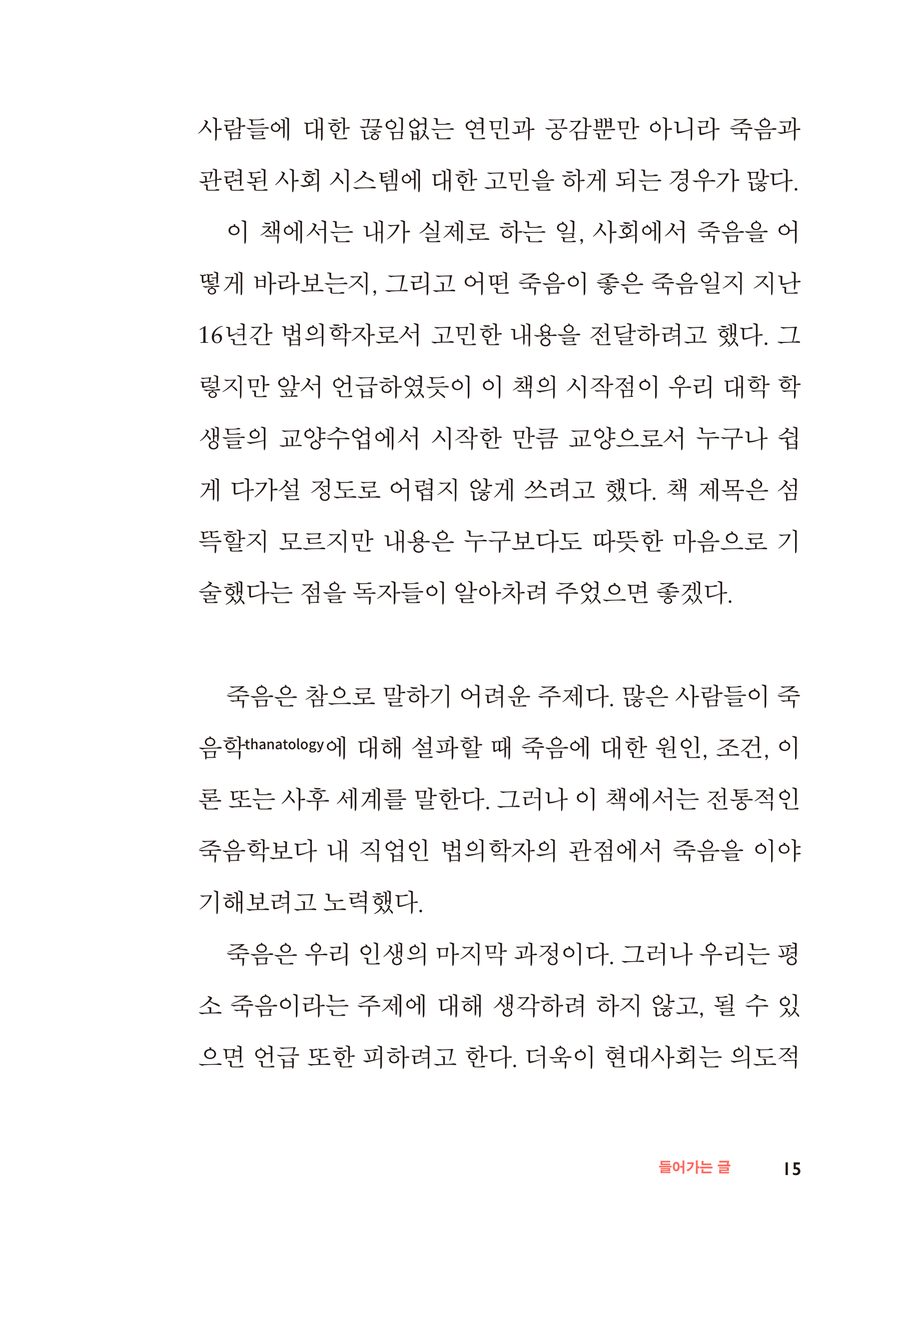 사람들에 대한 끊임없는 연민과 공감뿐만 아니라 죽음과
관련된 사회 시스템에 대한 고민을 하게 되는 경우가 많다.
이 책에서는 내가 실제로 하는 일, 사회에서 죽음을 어
떻게 바라보는지, 그리고 어떤 죽음이 좋은 죽음일지 지난
16년간 법의학자로서 고민한 내용을 전달하려고 했다. 그
렇지만 앞서 언급하였듯이 이 책의 시작점이 우리 대학 학
생들의 교양수업에서 시작한 만큼 교양으로서 누구나 쉽
게 다가설 정도로 어렵지 않게 쓰려고 했다. 책 제목은 섬
뜩할지 모르지만 내용은 누구보다도 따뜻한 마음으로 기
술했다는 점을 독자들이 알아차려 주었으면 좋겠다.
죽음은 참으로 말하기 어려운 주제다. 많은 사람들이 죽
음학thanatology에 대해 설파할 때 죽음에 대한 원인, 조건, 이
론 또는 사후 세계를 말한다. 그러나 이 책에서는 전통적인
죽음학보다 내 직업인 법의학자의 관점에서 죽음을 이야
기해보려고 노력했다.
죽음은 우리 인생의 마지막 과정이다. 그러나 우리는 평
소 죽음이라는 주제에 대해 생각하려 하지 않고, 될 수 있
으면 언급 또한 피하려고 한다. 더욱이 현대사회는 의도적
들어가는 글 15